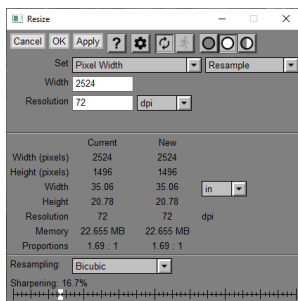 Resize
Cancel OK Apply ?
Set Pixel Width Resample
Width 2524
Resolution 72 dpi
Current New
Width (pixels) 2524 2524
Height (pixels) 1496 1496
Width 35.06 35.06 in
Height 20.78 20.78
Resolution 72 72 dpi
Memory 22.655 MB 22.655 MB
Proportions 1.69 : 1 1.69 : 1
Resampling: Bicubic
Sharpening: 16.7%